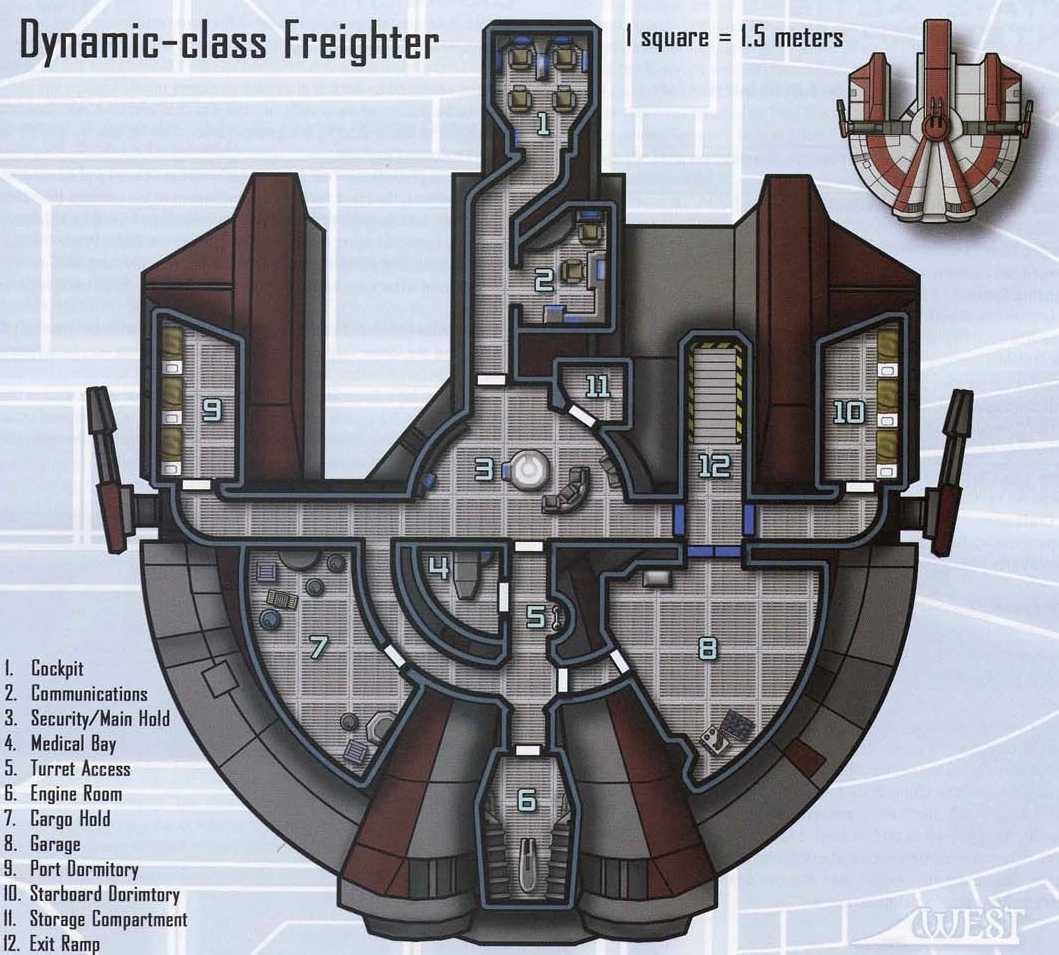 Dynamic-class Freighter
1 square = 1.5 meters
1
2
11
9
10
3
12
4
5
7
8
6
1. Cockpit
2. Communications
3. Security/Main Hold
4. Medical Bay
5. Turret Access
6. Engine Room
7. Cargo Hold
8. Garage
9. Port Dormitory
10. Starboard Dorimtory
11. Storage Compartment
12. Exit Ramp
WEST